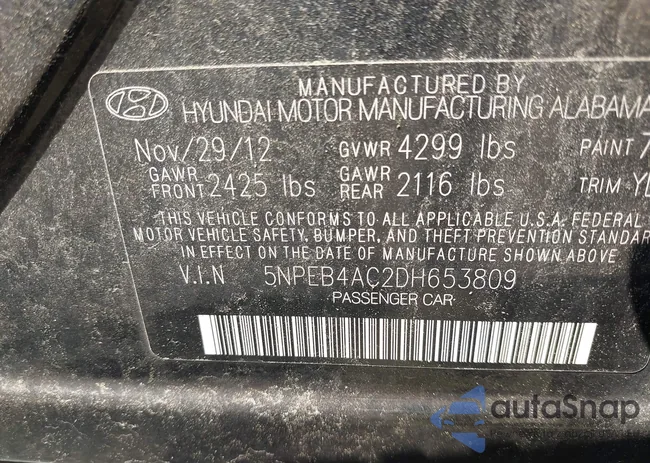 MANUFACTURED BY
HYUNDAI MOTOR MANUFACTURING ALABAMA
Nov/29/12 GVWR 4299 lbs PAINT 7
GAWR FRONT 2425 lbs GAWR REAR 2116 lbs TRIM Y
THIS VEHICLE CONFORMS TO ALL APPLICABLE U.S.A. FEDERAL
MOTOR VEHICLE SAFETY, BUMPER, AND THEFT PREVENTION STANDAR
IN EFFECT ON THE DATE OF MANUFACTURE SHOWN ABOVE
V.I.N 5NPEB4AC2DH653809
PASSENGER CAR
autoSnap